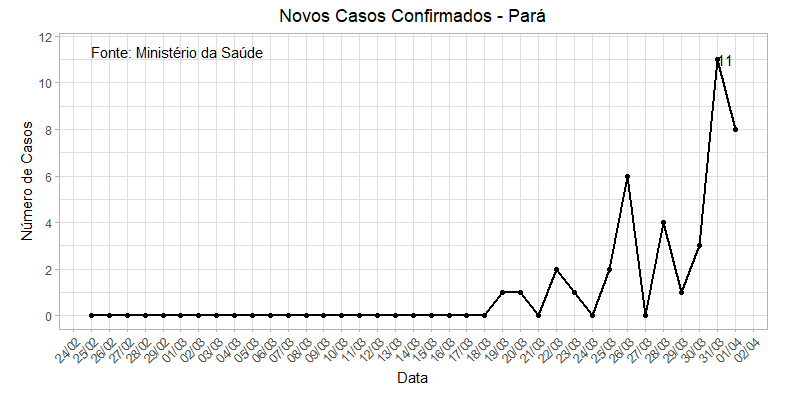 Novos Casos Confirmados - Pará
12
Fonte: Ministério da Saúde
11
10
8
6
4
2
0
Número de Casos
24/02 25/02 26/02 27/02 28/02 29/02 01/03 02/03 03/03 04/03 05/03 06/03 07/03 08/03 09/03 10/03 11/03 12/03 13/03 14/03 15/03 16/03 17/03 18/03 19/03 20/03 21/03 22/03 23/03 24/03 25/03 26/03 27/03 28/03 29/03 30/03 31/03 01/04 02/04
Data